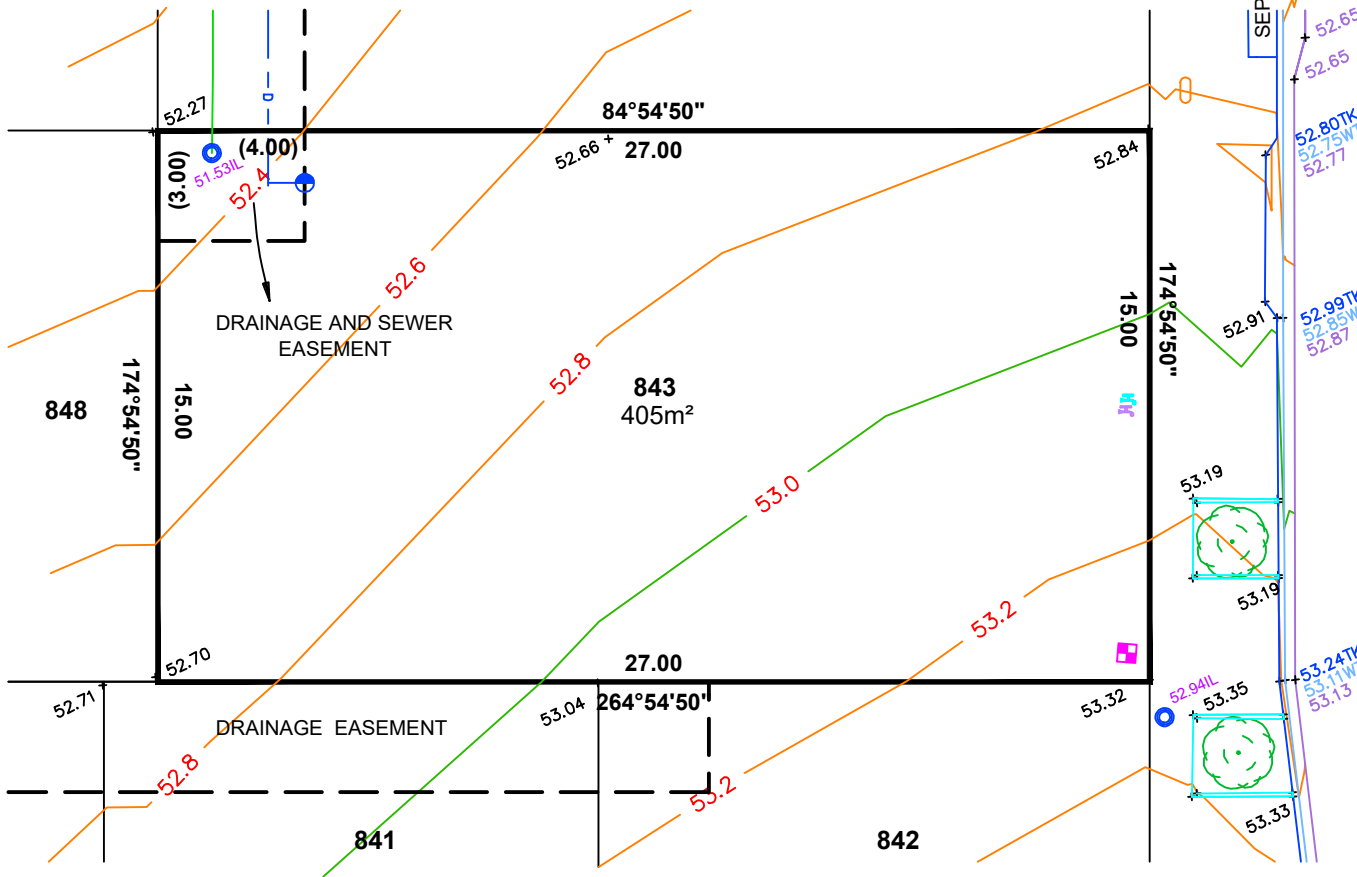 SEP
52.65
52.65
52.27
84°54'50"
27.00
(4.00)
(3.00)
D
51.53IL
52.4
52.66
52.84
52.80TK
52.75W
52.77
52.6
DRAINAGE AND SEWER
EASEMENT
174°54'50"
15.00
52.91
52.99TK
52.85W
52.87
848
174°54'50"
15.00
52.8
843
405m²
53.0
53.19
53.19
53.2
52.70
27.00
264°54'50'
52.71
53.04
53.32
52.94IL
53.35
53.24TK
53.11W
53.13
DRAINAGE EASEMENT
52.8
53.2
53.33
841
842